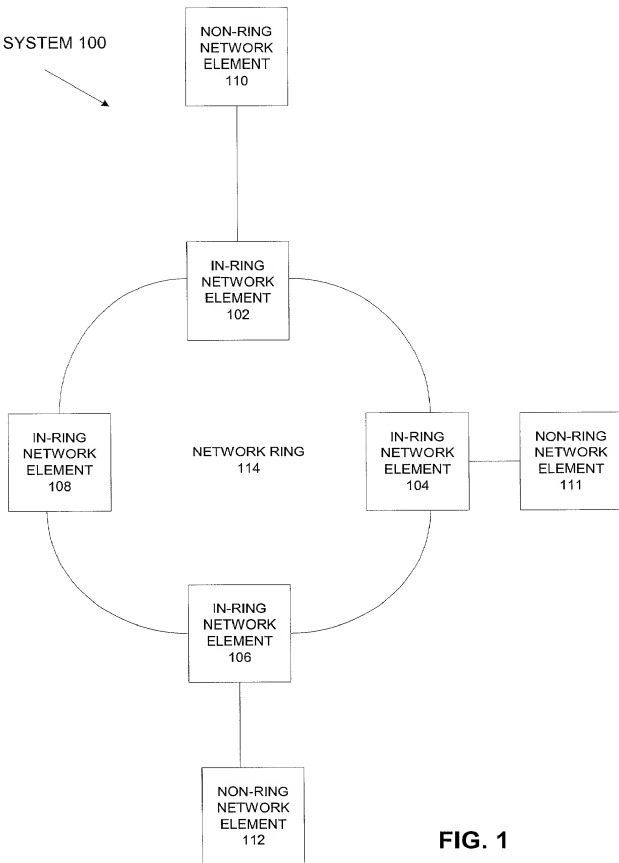 SYSTEM 100
NON-RING
NETWORK
ELEMENT
110
IN-RING
NETWORK
ELEMENT
102
IN-RING
NETWORK
ELEMENT
108
NETWORK RING
114
IN-RING
NETWORK
ELEMENT
104
NON-RING
NETWORK
ELEMENT
111
IN-RING
NETWORK
ELEMENT
106
NON-RING
NETWORK
ELEMENT
112
FIG. 1